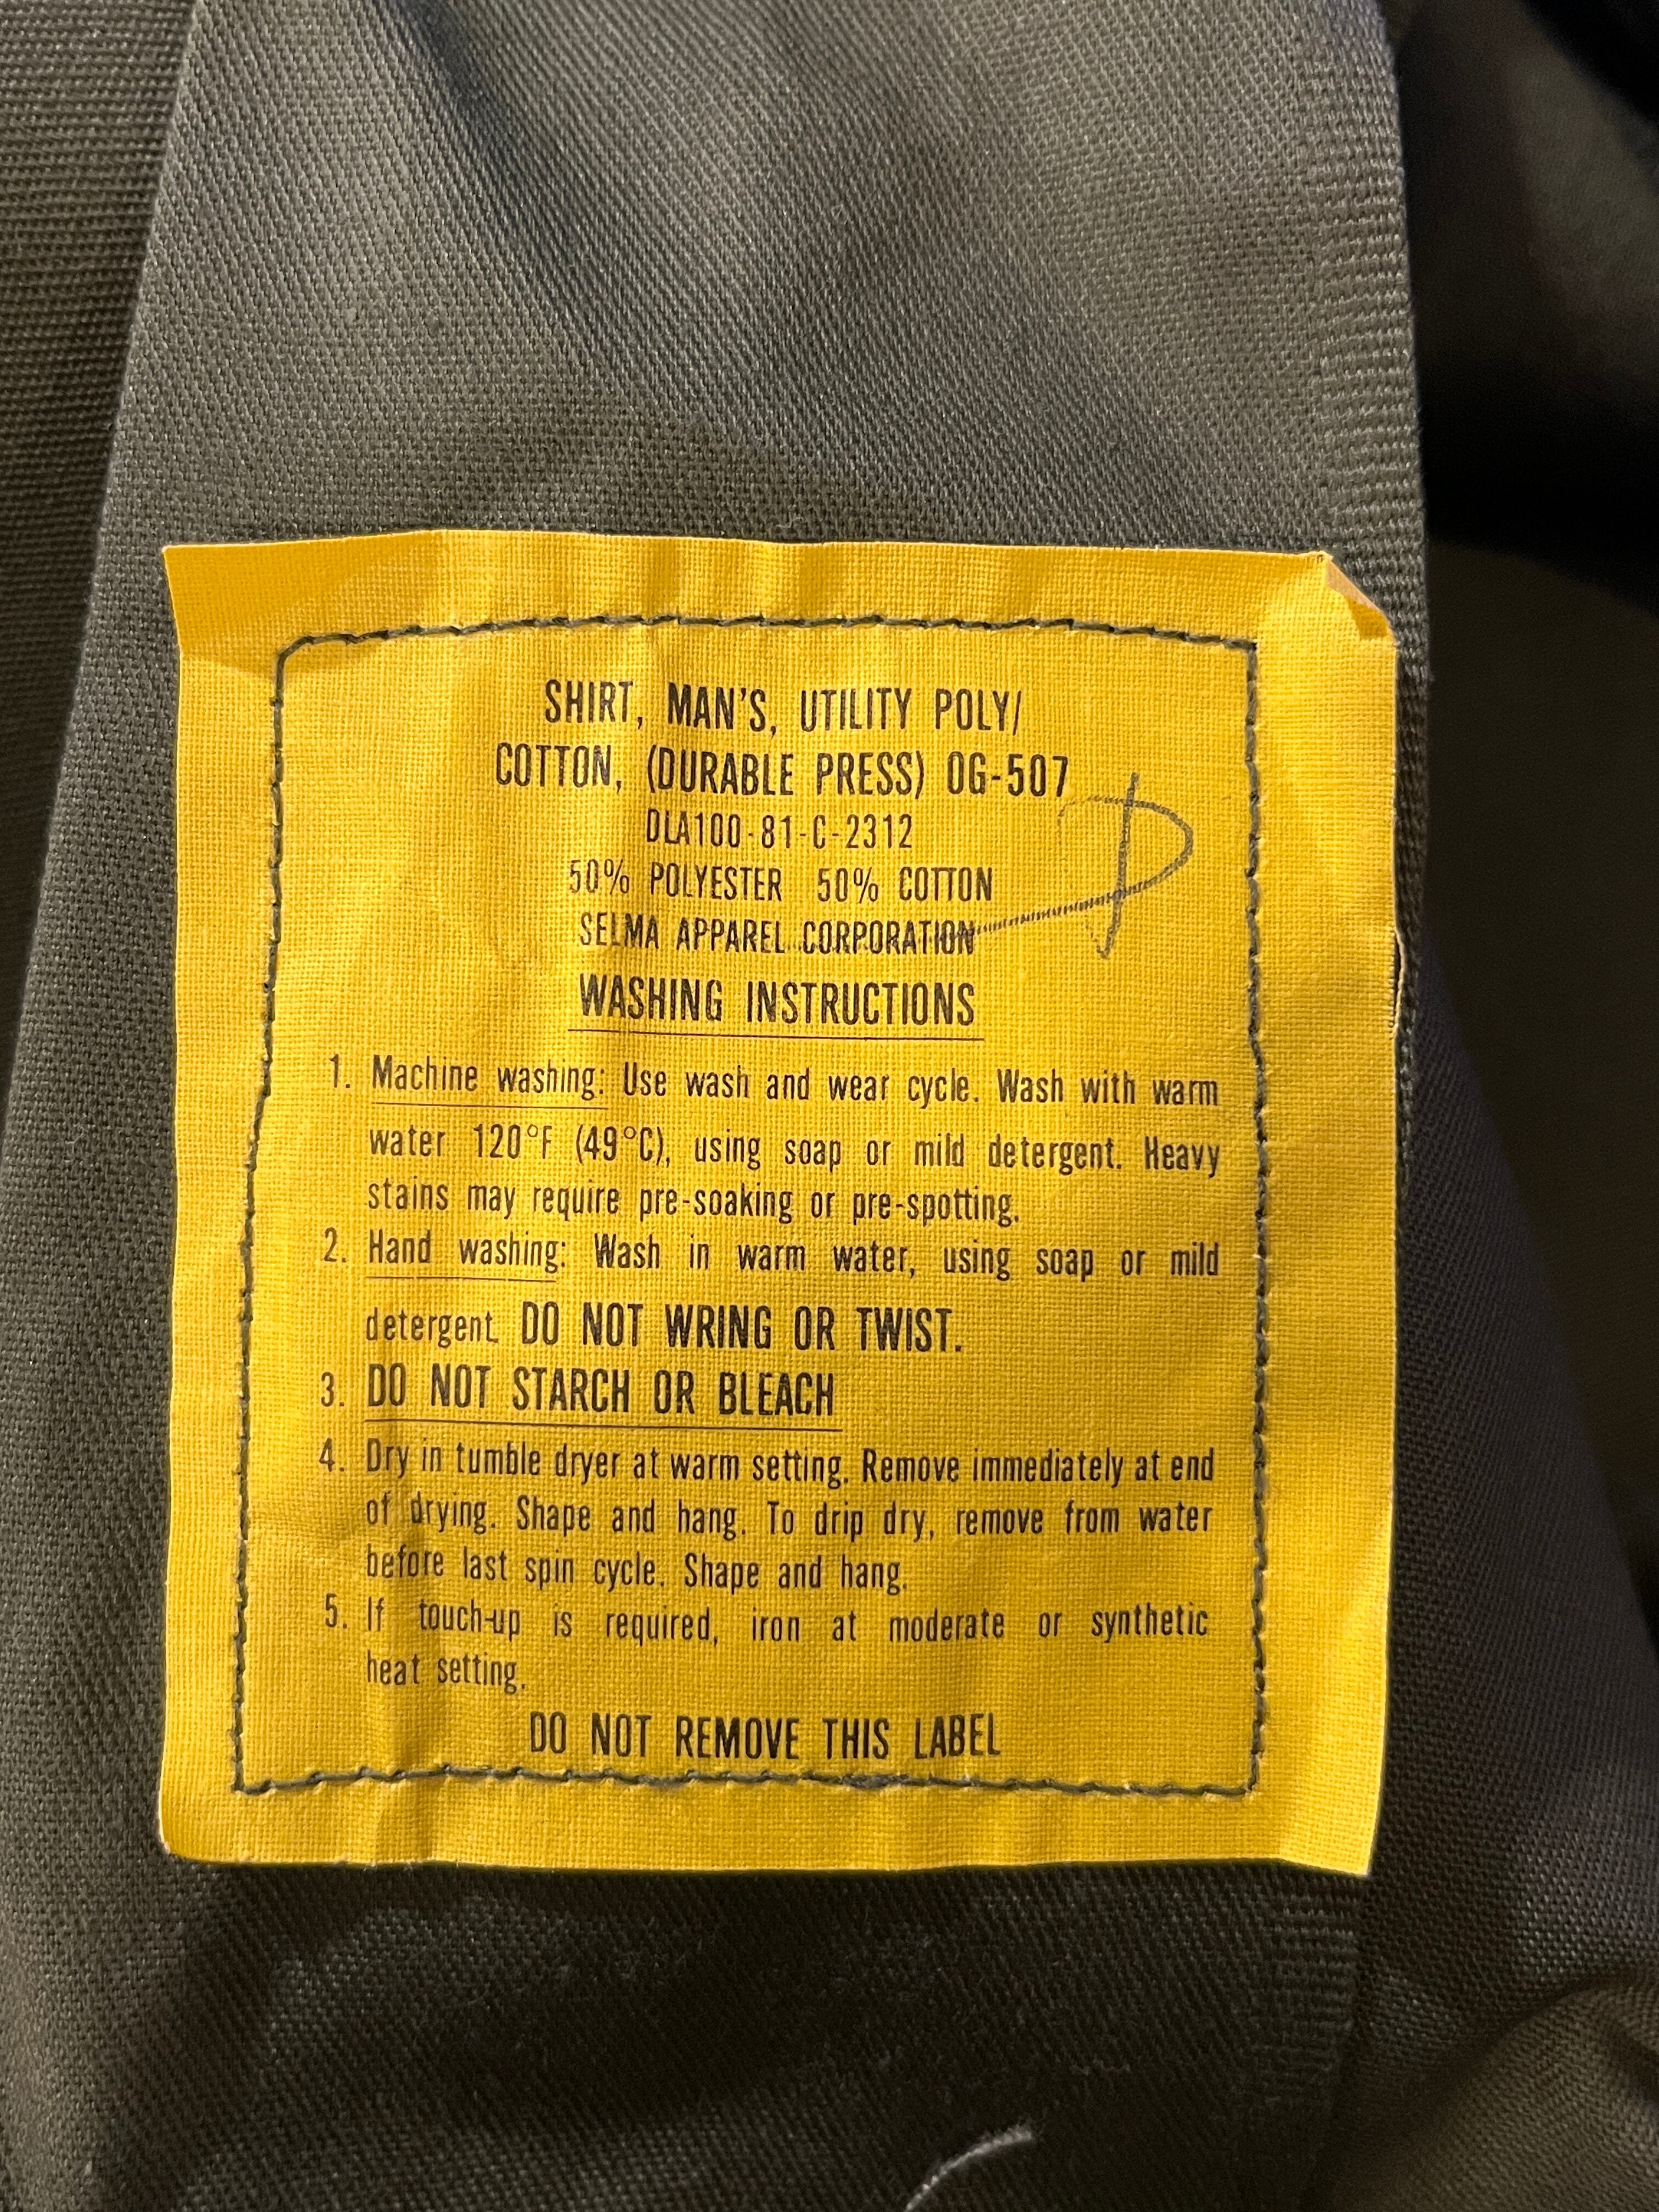 SHIRT, MAN'S, UTILITY POLY/
COTTON, (DURABLE PRESS) OG-507
DLA100-81-C-2312
50% POLYESTER 50% COTTON
SELMA APPAREL CORPORATION
WASHING INSTRUCTIONS
1. Machine washing: Use wash and wear cycle. Wash with warm
water 120°F (49°C), using soap or mild detergent. Heavy
stains may require pre-soaking or pre-spotting.
2. Hand washing: Wash in warm water, using soap or mild
detergent. DO NOT WRING OR TWIST.
3. DO NOT STARCH OR BLEACH
4. Dry in tumble dryer at warm setting. Remove immediately at end
of drying. Shape and hang. To drip dry, remove from water
before last spin cycle. Shape and hang.
5. If touch-up is required, iron at moderate or synthetic
heat setting.
DO NOT REMOVE THIS LABEL